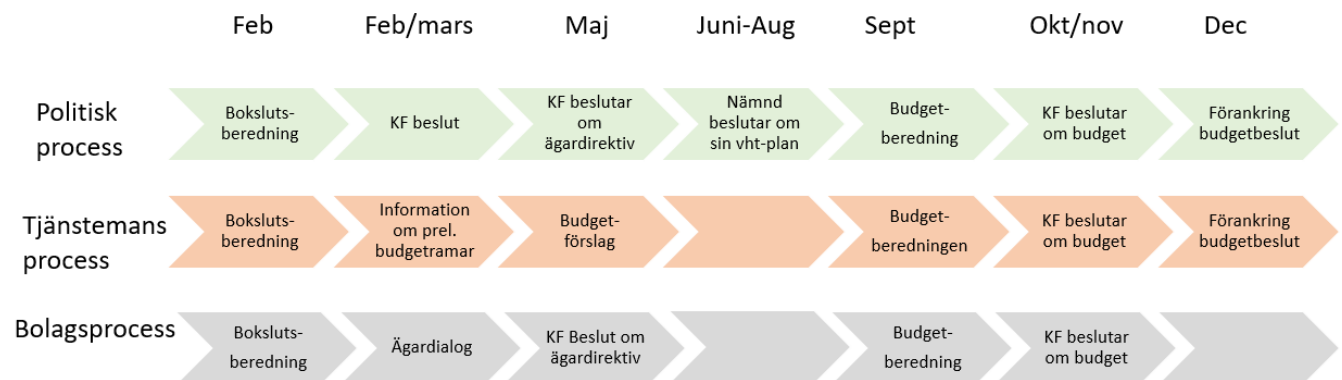 Feb Feb/mars Maj Juni-Aug Sept Okt/nov Dec
Politisk
process
Boksluts-
beredning
KF beslut
KF beslutar
om
ägardirektiv
Nämnd
beslutar om
sin vht-plan
Budget-
beredning
KF beslutar
om budget
Förankring
budgetbeslut
Tjänstemans
process
Boksluts-
beredning
Information
om prel.
budgetramar
Budget-
förslag
Budget-
beredningen
KF beslutar
om budget
Förankring
budgetbeslut
Bolagsprocess
Boksluts-
beredning
Ägardialog
KF Beslut om
ägardirektiv
Budget-
beredning
KF beslutar
om budget